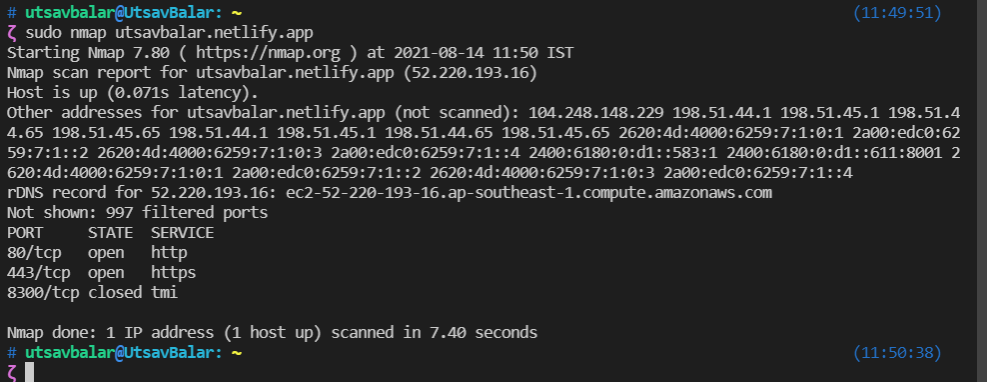 # utsavbalar@UtsavBalar: ~ (11:49:51)
ζ sudo nmap utsavbalar.netlify.app
Starting Nmap 7.80 ( https://nmap.org ) at 2021-08-14 11:50 IST
Nmap scan report for utsavbalar.netlify.app (52.220.193.16)
Host is up (0.071s latency).
Other addresses for utsavbalar.netlify.app (not scanned): 104.248.148.229 198.51.44.1 198.51.45.1 198.51.4
4.65 198.51.45.65 198.51.44.1 198.51.45.1 198.51.44.65 198.51.45.65 2620:4d:4000:6259:7:1:0:1 2a00:edc0:62
59:7:1::2 2620:4d:4000:6259:7:1:0:3 2a00:edc0:6259:7:1::4 2400:6180:0:d1::583:1 2400:6180:0:d1::611:8001 2
620:4d:4000:6259:7:1:0:1 2a00:edc0:6259:7:1::2 2620:4d:4000:6259:7:1:0:3 2a00:edc0:6259:7:1::4
rDNS record for 52.220.193.16: ec2-52-220-193-16.ap-southeast-1.compute.amazonaws.com
Not shown: 997 filtered ports
PORT STATE SERVICE
80/tcp open http
443/tcp open https
8300/tcp closed tmi
Nmap done: 1 IP address (1 host up) scanned in 7.40 seconds
# utsavbalar@UtsavBalar: ~ (11:50:38)
ζ